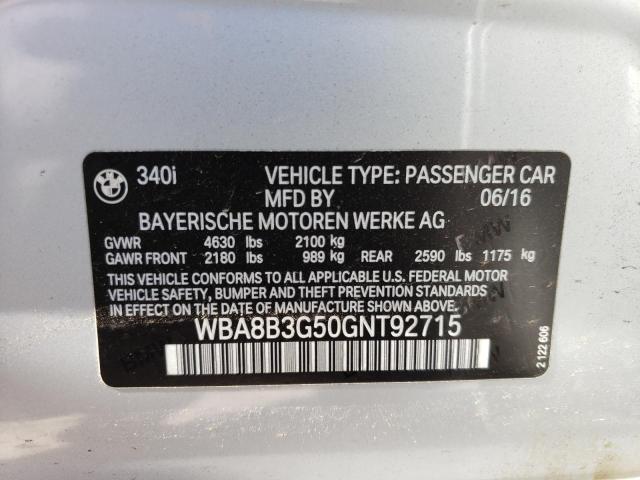 340i VEHICLE TYPE: PASSENGER CAR
MFD BY 06/16
BAYERISCHE MOTOREN WERKE AG
GVWR 4630 lbs 2100 kg
GAWR FRONT 2180 lbs 989 kg REAR 2590 lbs 1175 kg
THIS VEHICLE CONFORMS TO ALL APPLICABLE U.S. FEDERAL MOTOR
VEHICLE SAFETY, BUMPER AND THEFT PREVENTION STANDARDS
IN EFFECT ON THE DATE OF MANUFACTURE SHOWN ABOVE.
WBA8B3G50GNT92715
2 122 606